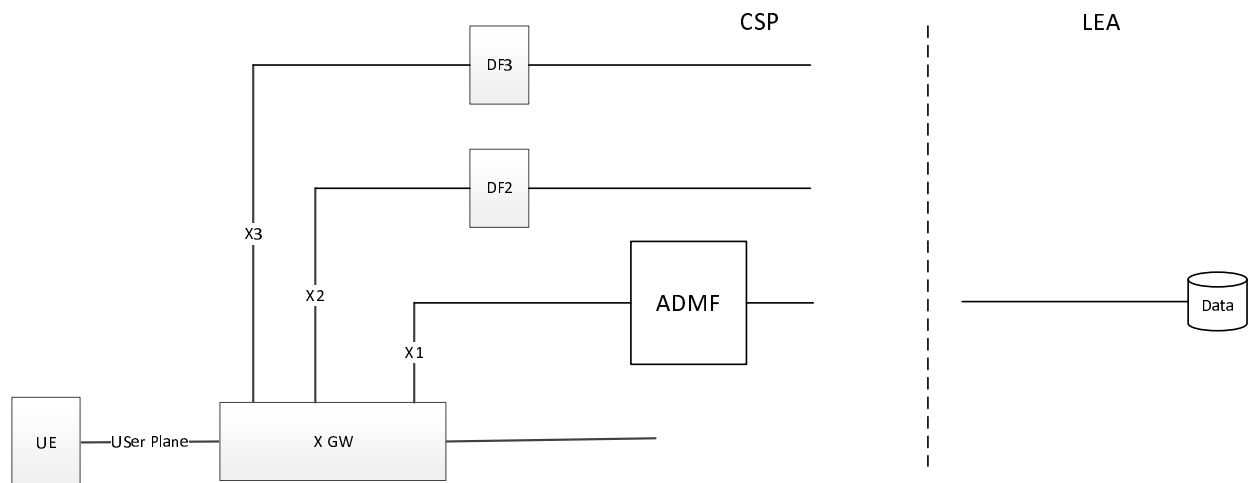 CSP
LEA
DF3
DF2
X3
X2
ADMF
Data
X1
UE
USer Plane
X GW